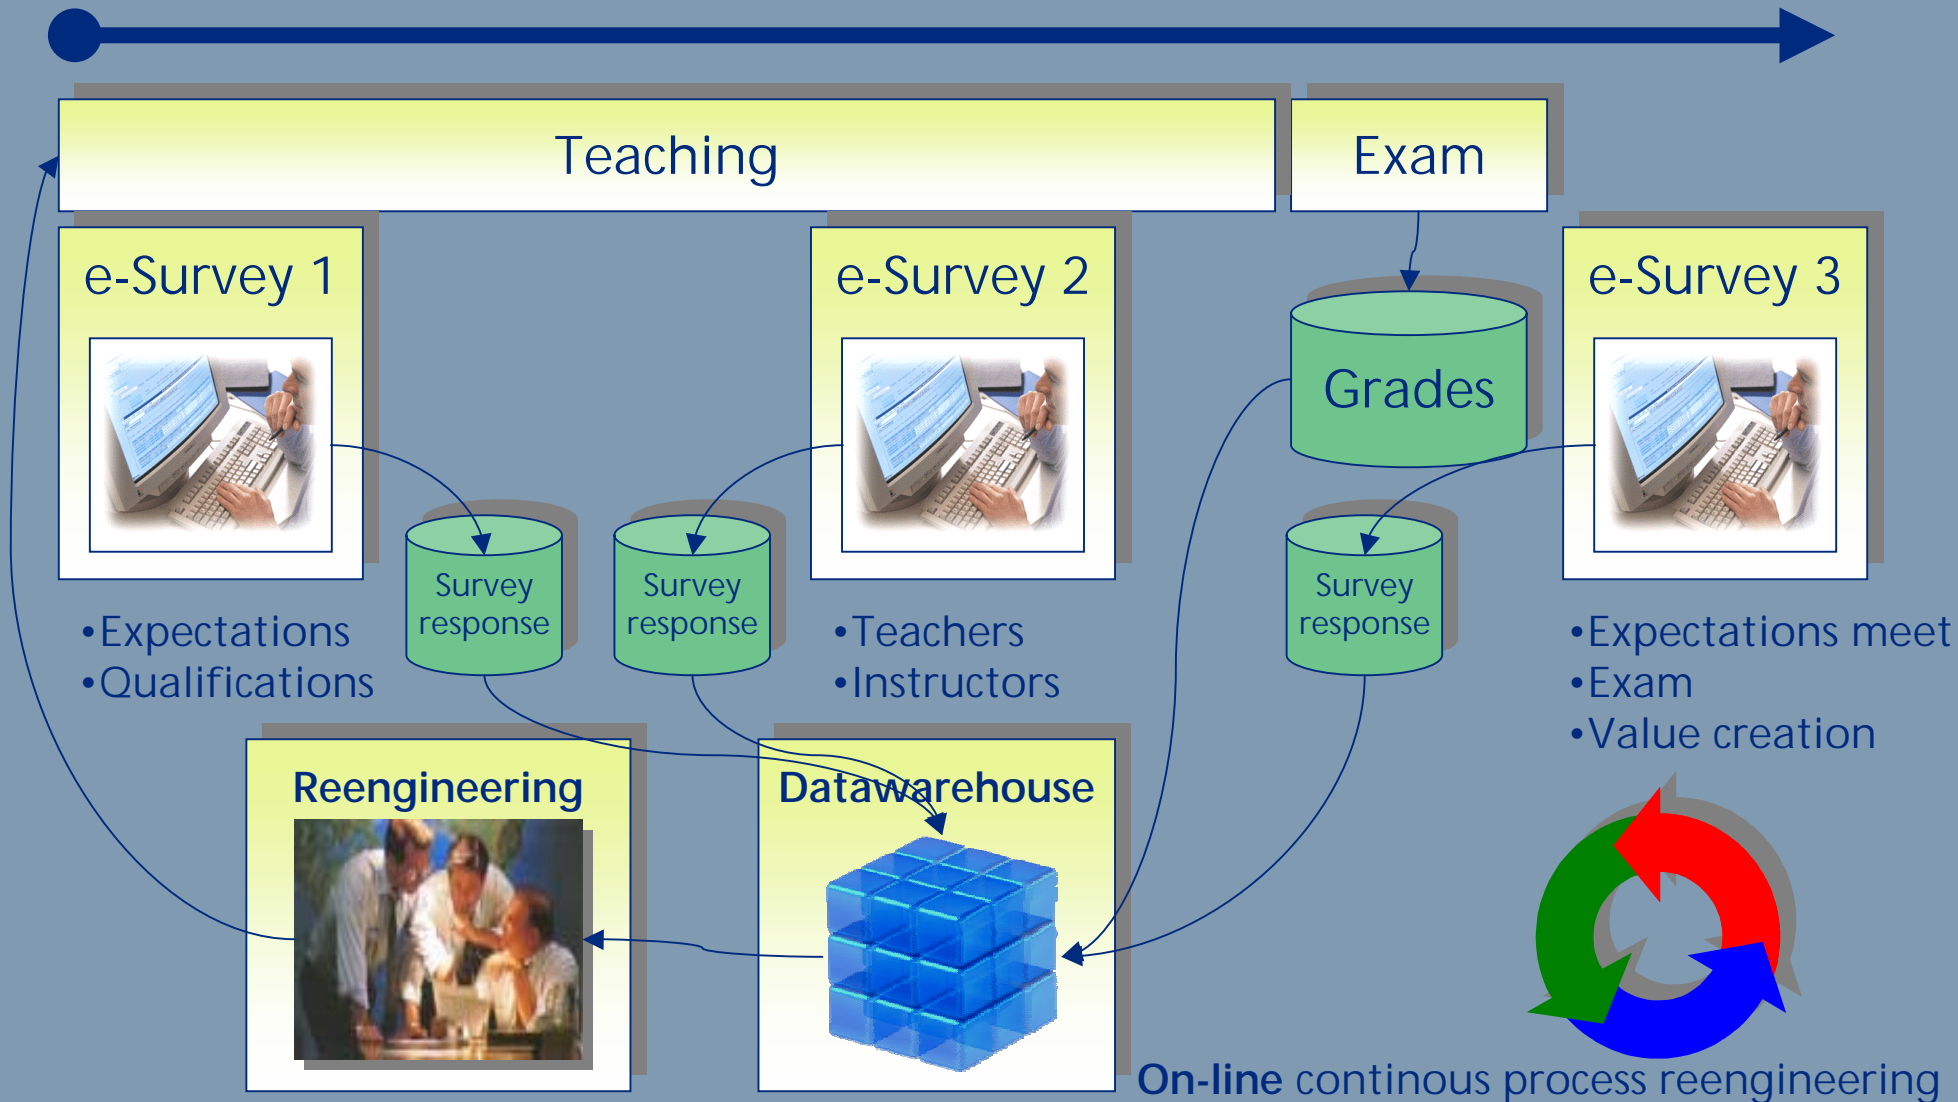 Teaching
Exam
e-Survey 1
e-Survey 2
e-Survey 3
Grades
Survey
response
Survey
response
Survey
response
•Expectations
•Qualifications
•Teachers
•Instructors
•Expectations meet
•Exam
•Value creation
Reengineering
Datawarehouse
On-line continous process reengineering